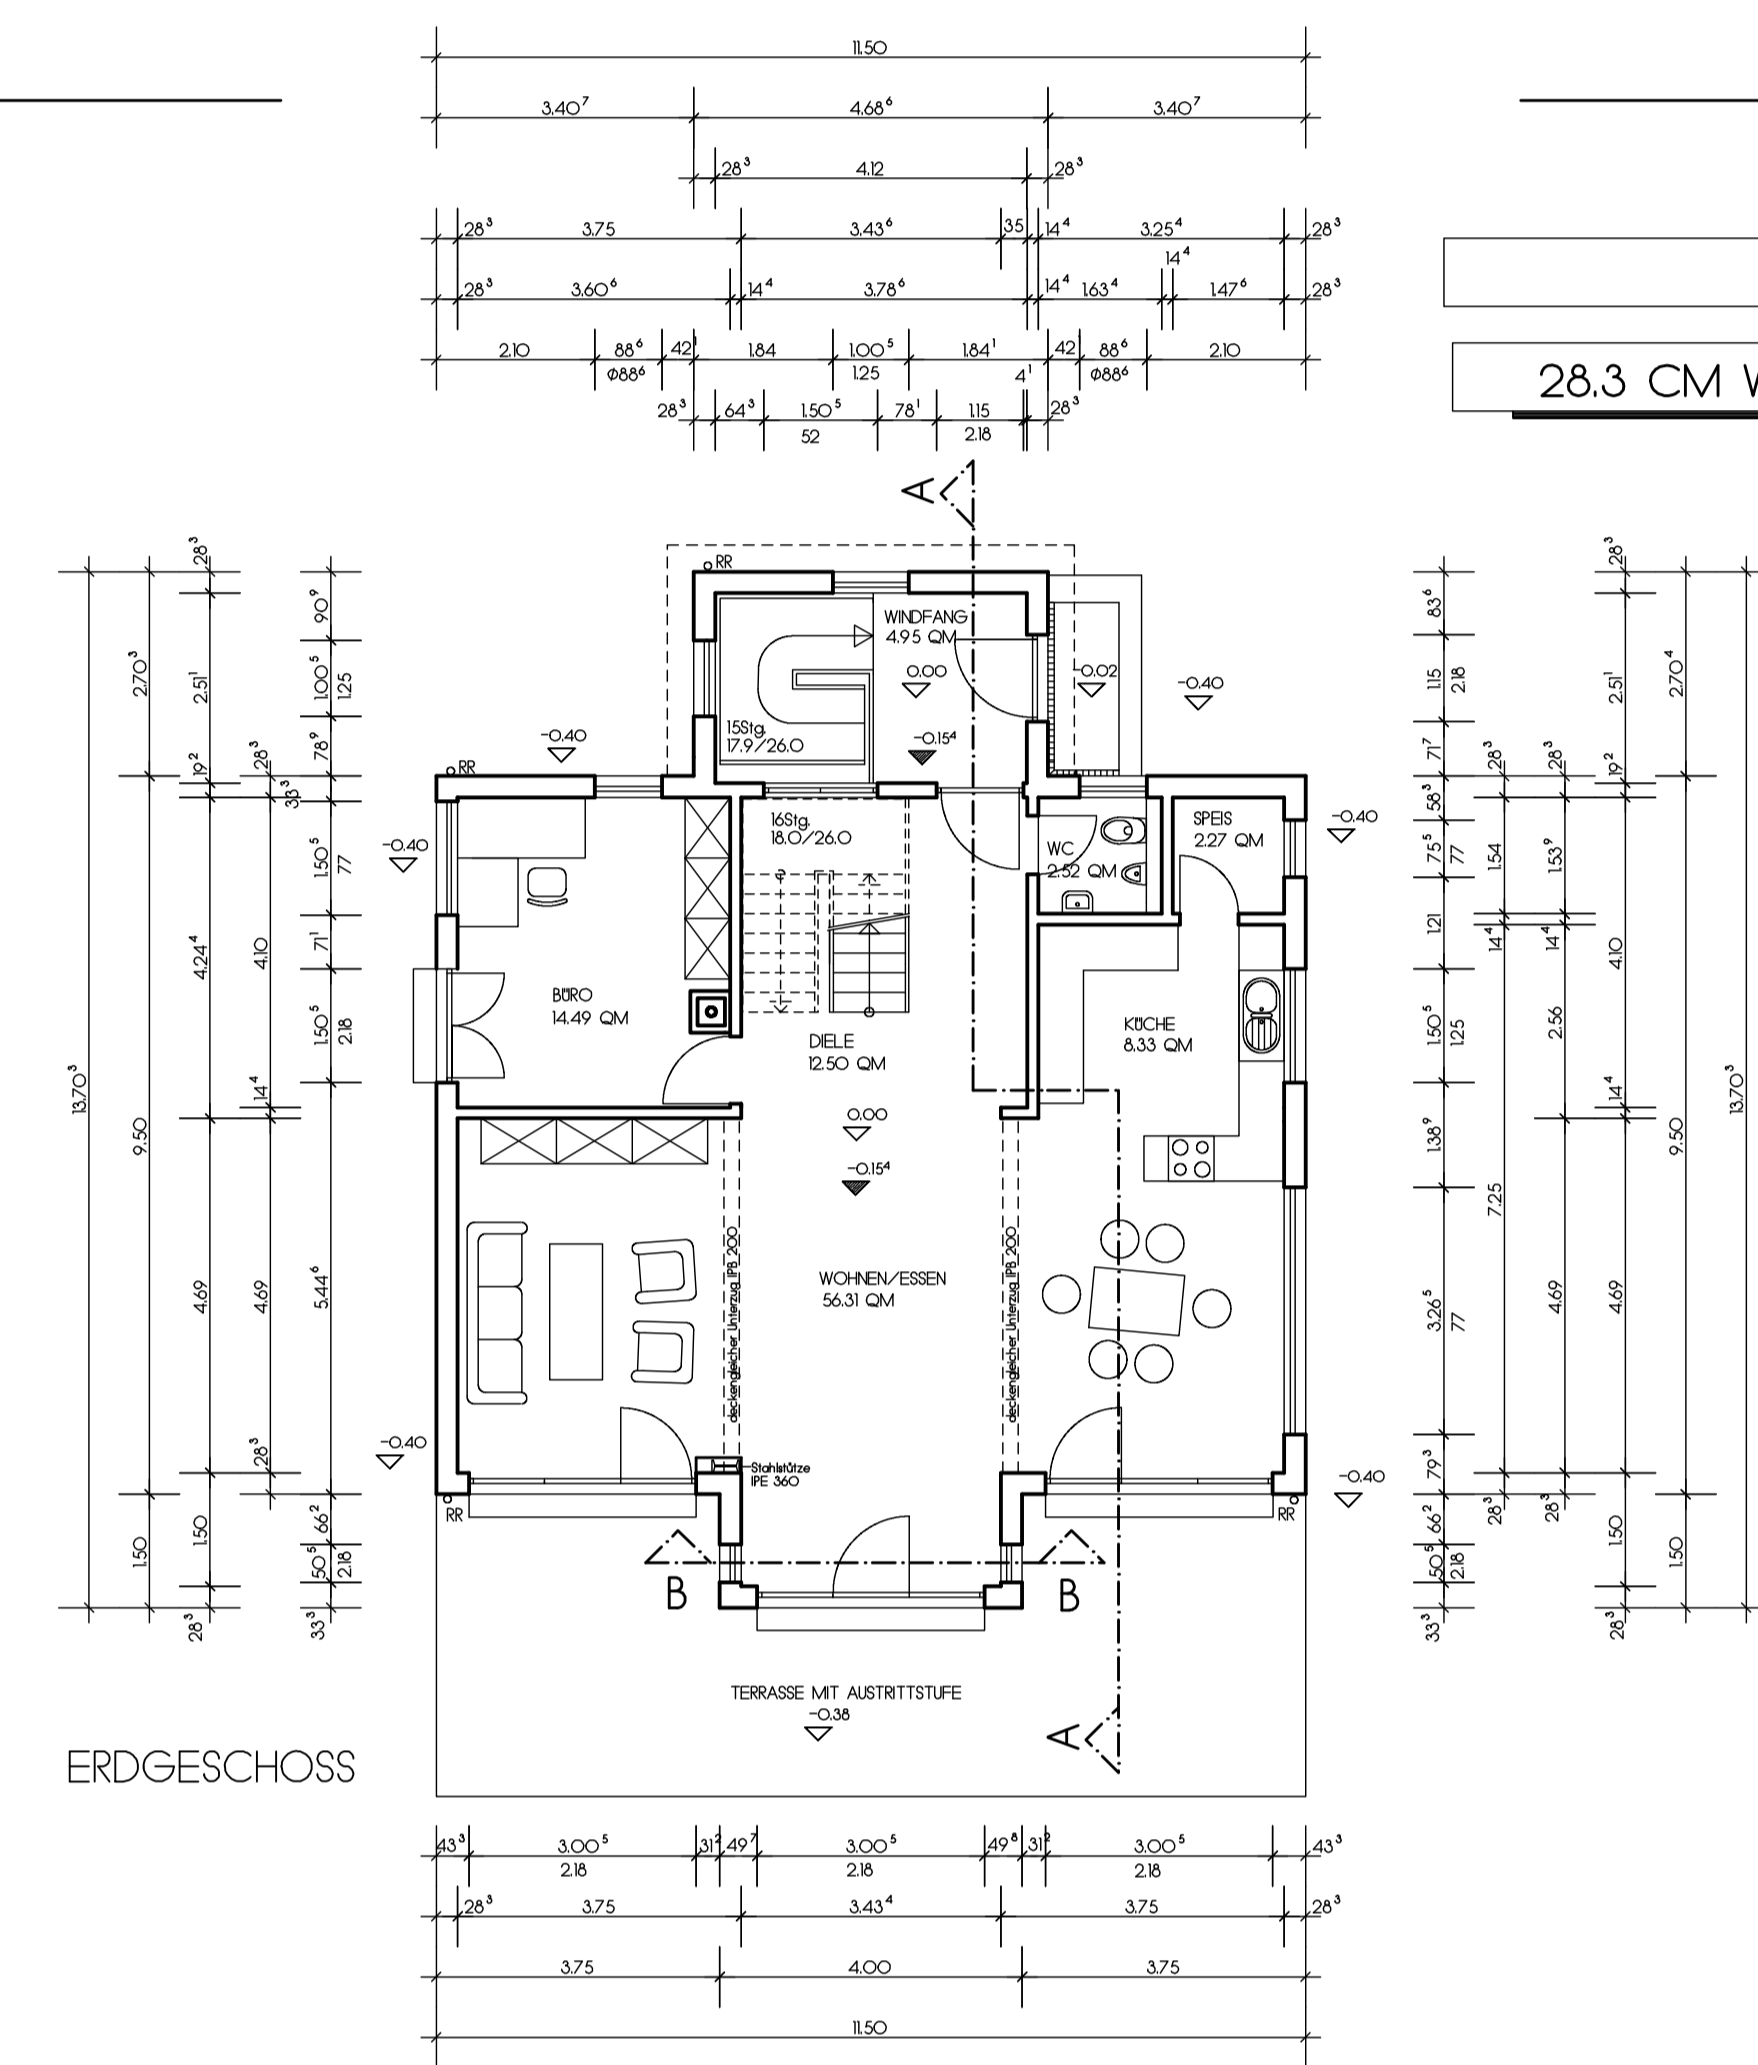 11.50
3.40⁷ 4.68⁶ 3.40⁷
28³ 4.12 28³
28³ 3.75 3.43⁶ 35 14⁴ 3.25⁴ 28³
14⁴
28³ 3.60⁶ 14⁴ 3.78⁶ 14⁴ 1.63⁴ 1.47⁶ 28³
2.10 88⁶ 42¹ 1.84 1.00⁵ 1.84¹ 42 88⁶ 2.10
Ø88⁶ 1.25 4¹ Ø88⁶
28³ 64³ 1.50⁵ 78¹ 1.15 28³
52 2.18
28.3 CM W
A
RR
WINDFANG
4.95 QM
0.00
-0.02
-0.40
15Stg.
17.9/26.0
-0.15⁴
-0.40
RR
-0.40
16Stg.
18.0/26.0
WC
2.52 QM
SPEIS
2.27 QM
-0.40
BÜRO
14.49 QM
DIELE
12.50 QM
KÜCHE
8.33 QM
0.00
-0.15⁴
deckengleicher Unterzug IPB 200
deckengleicher Unterzug IPB 200
WOHNEN/ESSEN
56.31 QM
-0.40
Stahlstütze
IPE 360
-0.40
RR
RR
B
B
TERRASSE MIT AUSTRITTSTUFE
-0.38
A
ERDGESCHOSS
13.70³
2.70³ 9.50 1.50
28³ 2.51¹ 19² 4.24⁴ 4.69 1.50 28³
28³ 4.10 14⁴ 4.69 28³
90⁹ 1.00⁵ 78⁹ 33³ 1.50⁵ 71¹ 1.50⁵ 5.44⁶ 66² 50⁵ 33³
1.25 77 2.18 2.18
83⁶ 1.15 71⁷ 58³ 75⁵ 1.21 1.50⁵ 1.38⁹ 3.26⁵ 79³ 66² 50⁵ 33³
2.18 77 1.25 77 2.18
28³ 1.54 14⁴ 7.25 28³
28³ 1.53⁹ 14⁴ 2.56 4.69 28³
28³ 2.51¹ 19² 4.10 14⁴ 4.69 1.50 28³
2.70⁴ 9.50 1.50
13.70³
43³ 3.00⁵ 31² 49⁷ 3.00⁵ 49⁸ 31² 3.00⁵ 43³
2.18 2.18 2.18
28³ 3.75 3.43⁴ 3.75 28³
3.75 4.00 3.75
11.50